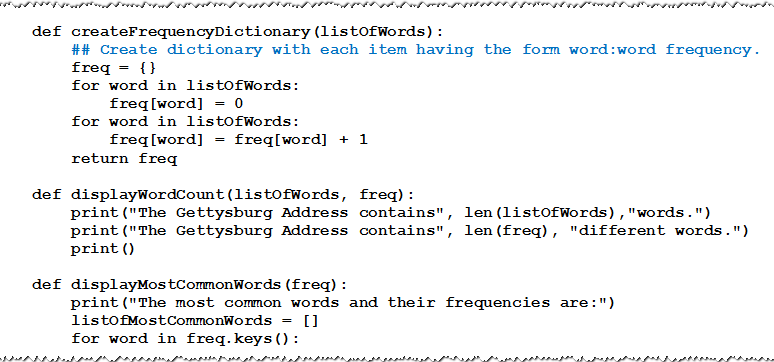 def createFrequencyDictionary(listOfWords):
    ## Create dictionary with each item having the form word:word frequency.
    freq = {}
    for word in listOfWords:
        freq[word] = 0
    for word in listOfWords:
        freq[word] = freq[word] + 1
    return freq

def displayWordCount(listOfWords, freq):
    print("The Gettysburg Address contains", len(listOfWords),"words.")
    print("The Gettysburg Address contains", len(freq), "different words.")
    print()

def displayMostCommonWords(freq):
    print("The most common words and their frequencies are:")
    listOfMostCommonWords = []
    for word in freq.keys():